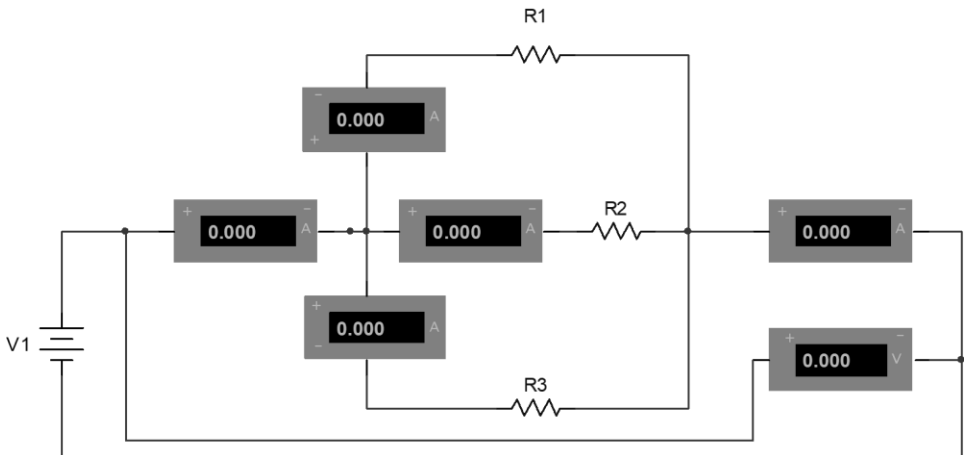 R1
−
0.000 A
+
+ −
0.000 A
+ −
0.000 A
R2
+ −
0.000 A
+
0.000 A
−
V1
+ −
0.000 V
R3